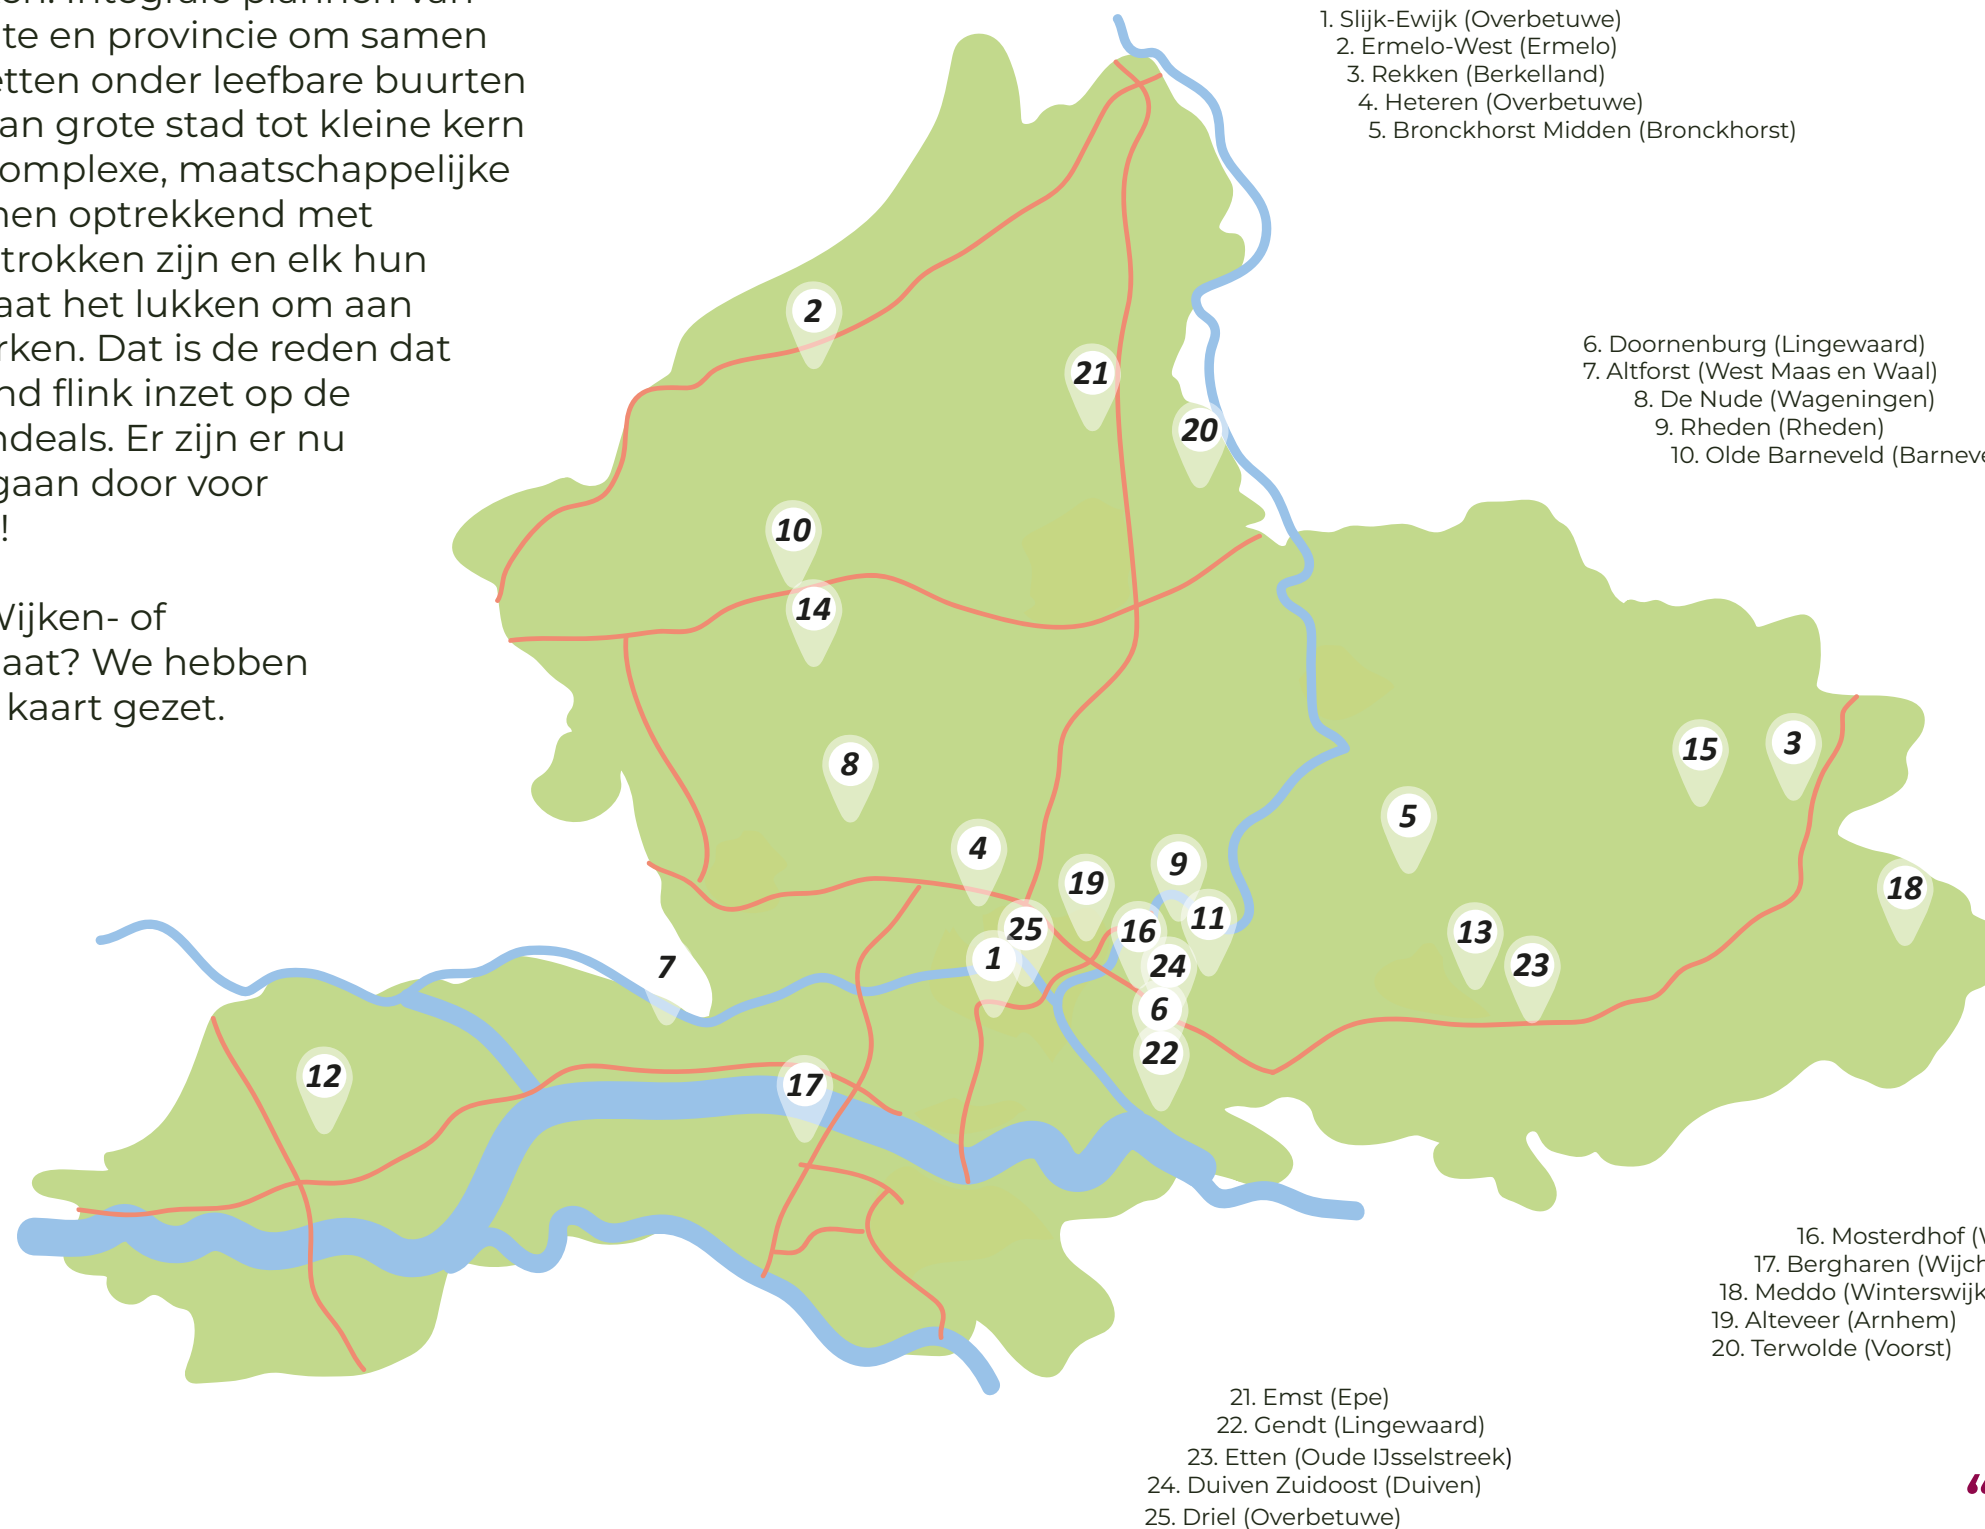 te en provincie om samen
etten onder leefbare buurten
an grote stad tot kleine kern
omplexe, maatschappelijke
nen optrekkend met
trokken zijn en elk hun
aat het lukken om aan
rken. Dat is de reden dat
nd flink inzet op de
ndeals. Er zijn er nu
gaan door voor
!
Wijken- of
aat? We hebben
kaart gezet.
1. Slijk-Ewijk (Overbetuwe)
2. Ermelo-West (Ermelo)
3. Rekken (Berkelland)
4. Heteren (Overbetuwe)
5. Bronckhorst Midden (Bronckhorst)
6. Doornenburg (Lingewaard)
7. Altforst (West Maas en Waal)
8. De Nude (Wageningen)
9. Rheden (Rheden)
10. Olde Barneveld (Barneve
2
21
20
10
14
8
15
3
5
4
19
9
18
11
25
16
13
1
24
23
7
6
22
12
17
16. Mosterdhof (
17. Bergharen (Wijch
18. Meddo (Winterswijk
19. Alteveer (Arnhem)
20. Terwolde (Voorst)
21. Emst (Epe)
22. Gendt (Lingewaard)
23. Etten (Oude IJsselstreek)
24. Duiven Zuidoost (Duiven)
25. Driel (Overbetuwe)
“